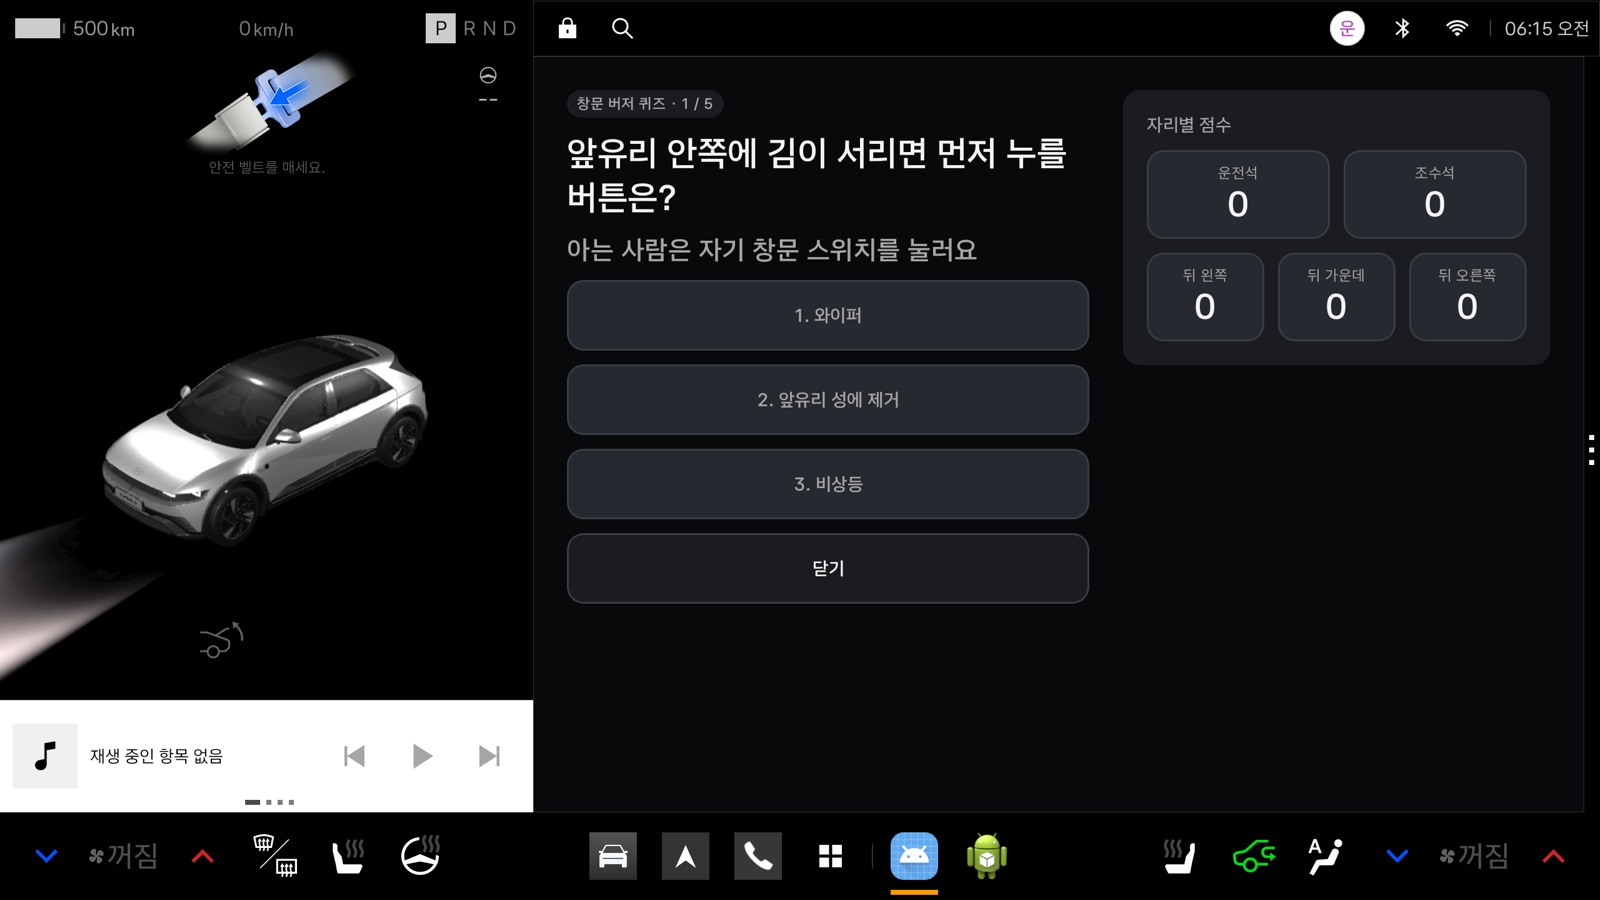 500 km
0 km/h
P R N D
운
06:15 오전
--
안전 벨트를 매세요.
창문 버저 퀴즈 · 1 / 5
앞유리 안쪽에 김이 서리면 먼저 누를
버튼은?
아는 사람은 자기 창문 스위치를 눌러요
1. 와이퍼
2. 앞유리 성에 제거
3. 비상등
닫기
자리별 점수
운전석
0
조수석
0
뒤 왼쪽
0
뒤 가운데
0
뒤 오른쪽
0
재생 중인 항목 없음
꺼짐
A
꺼짐